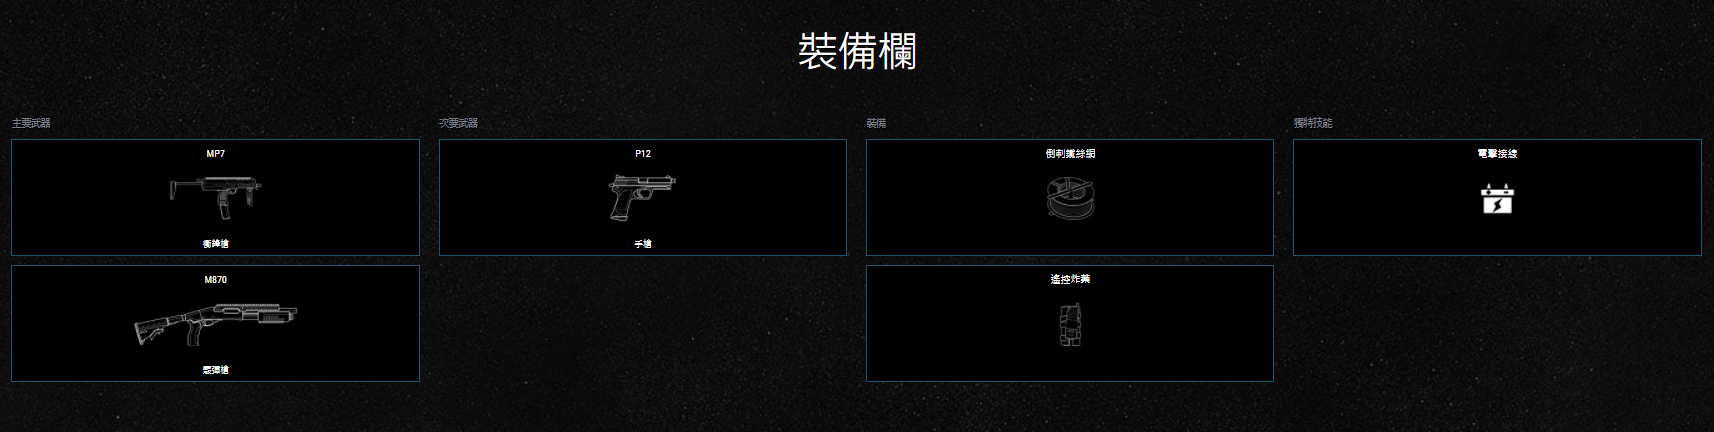 裝備欄
主要武器
MP7
衝鋒槍
M870
霰彈槍
次要武器
P12
手槍
裝備
倒刺鐵絲網
遙控炸藥
獨特技能
電擊接線